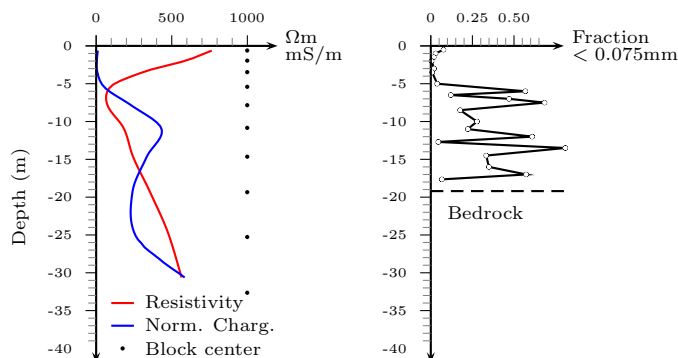 0 500 1000
Ωm
mS/m
0
-5
-10
-15
-20
-25
-30
-35
-40
Depth (m)
Resistivity
Norm. Charg.
Block center
0 0.25 0.50
Fraction
< 0.075mm
0
-5
-10
-15
-20
-25
-30
-35
-40
Bedrock